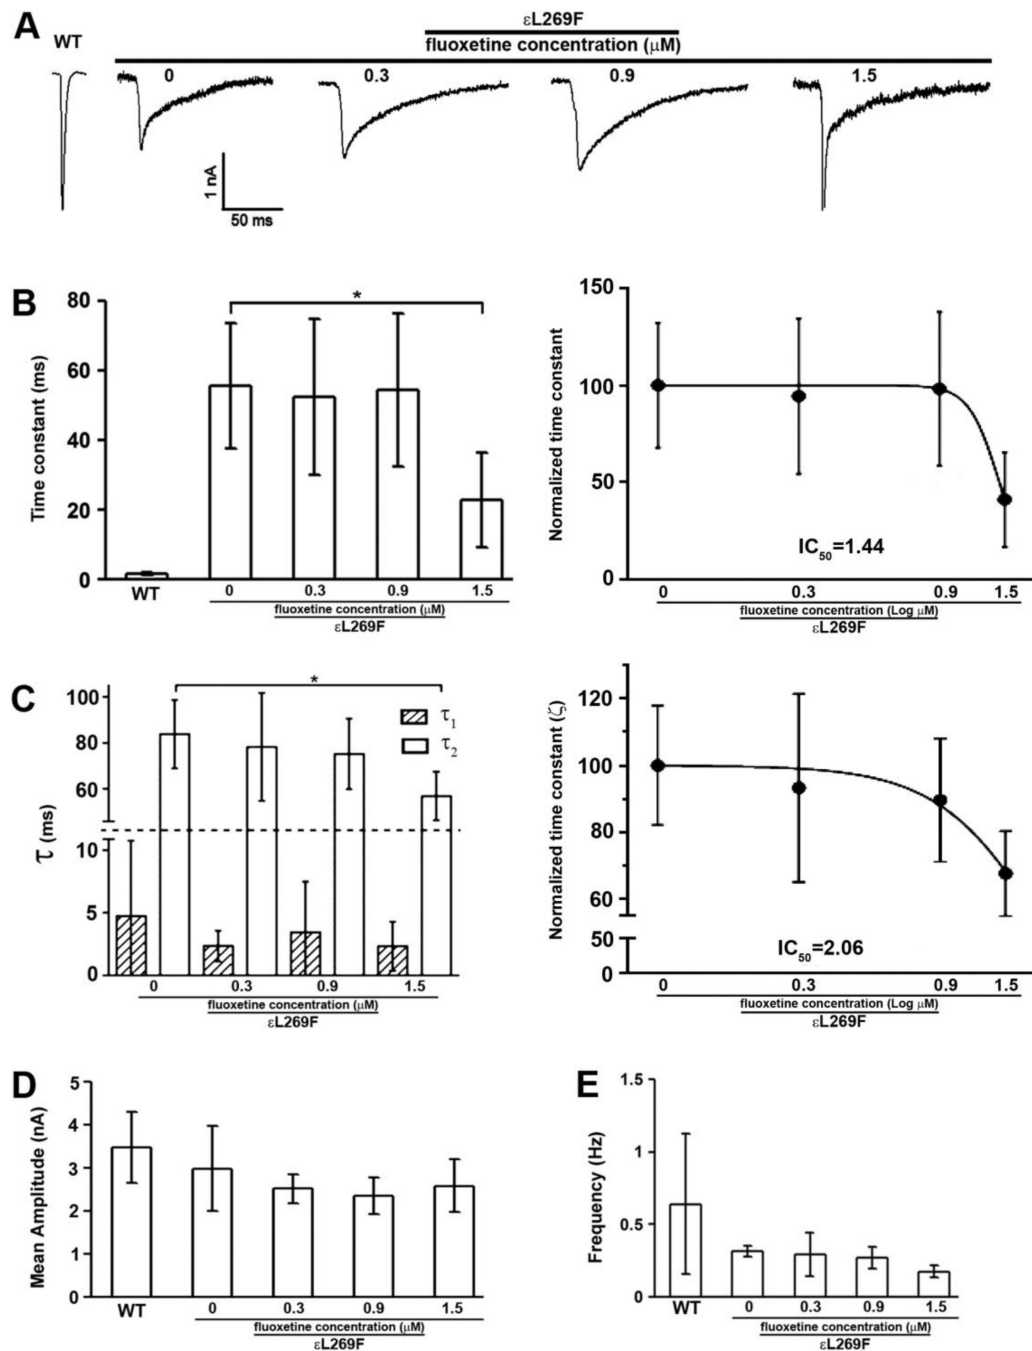 A
WT
εL269F
fluoxetine concentration (μM)
0 0.3 0.9 1.5
1 nA
50 ms
B
Time constant (ms)
80
60
40
20
0
*
WT 0 0.3 0.9 1.5
fluoxetine concentration (μM)
εL269F
Normalized time constant
150
100
50
0
IC50=1.44
0 0.3 0.9 1.5
fluoxetine concentration (Log μM)
εL269F
C
τ (ms)
100
80
60
10
5
0
*
τ1
τ2
0 0.3 0.9 1.5
fluoxetine concentration (μM)
εL269F
Normalized time constant (ζ)
120
100
80
60
50
0
IC50=2.06
0 0.3 0.9 1.5
fluoxetine concentration (Log μM)
εL269F
D
Mean Amplitude (nA)
5
4
3
2
1
0
WT 0 0.3 0.9 1.5
fluoxetine concentration (μM)
εL269F
E
Frequency (Hz)
1.5
1
0.5
0
WT 0 0.3 0.9 1.5
fluoxetine concentration (μM)
εL269F